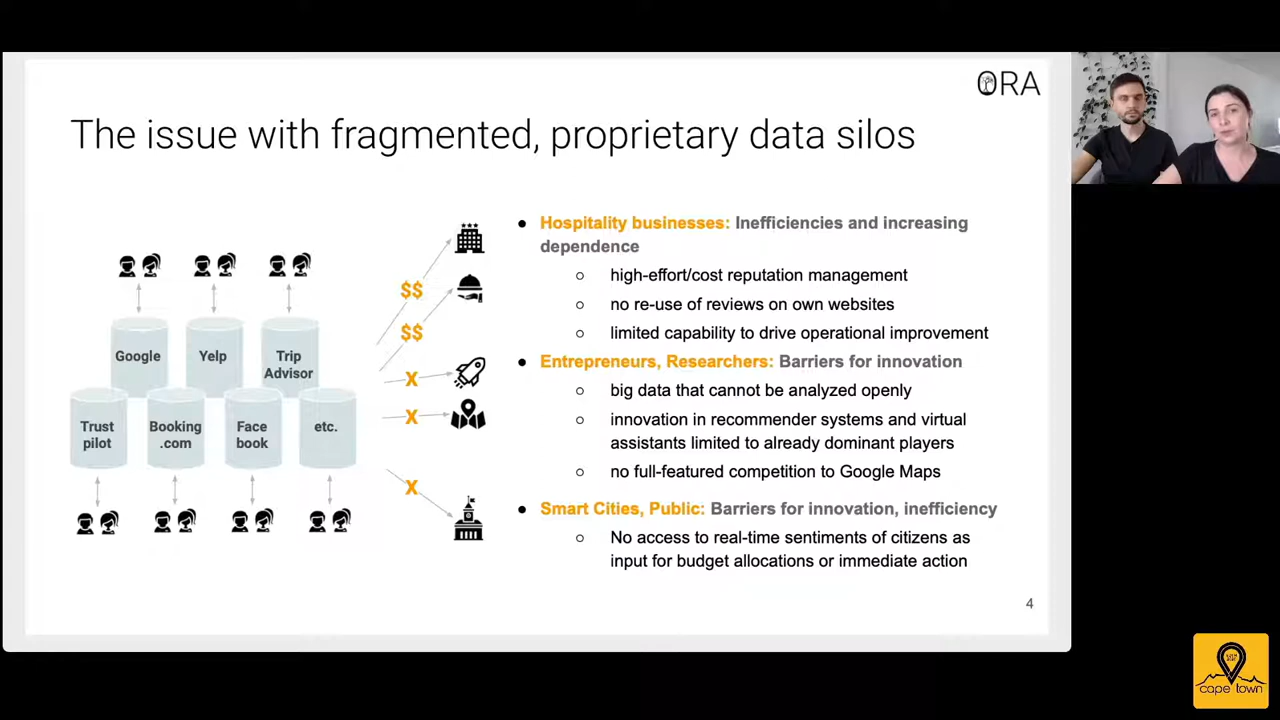 ORA
The issue with fragmented, proprietary data silos
Google
Yelp
Trip
Advisor
Trust
pilot
Booking
.com
Face
book
etc.
$$
$$
X
X
X
● Hospitality businesses: Inefficiencies and increasing
dependence
○ high-effort/cost reputation management
○ no re-use of reviews on own websites
○ limited capability to drive operational improvement
● Entrepreneurs, Researchers: Barriers for innovation
○ big data that cannot be analyzed openly
○ innovation in recommender systems and virtual
assistants limited to already dominant players
○ no full-featured competition to Google Maps
● Smart Cities, Public: Barriers for innovation, inefficiency
○ No access to real-time sentiments of citizens as
input for budget allocations or immediate action
4
cape town